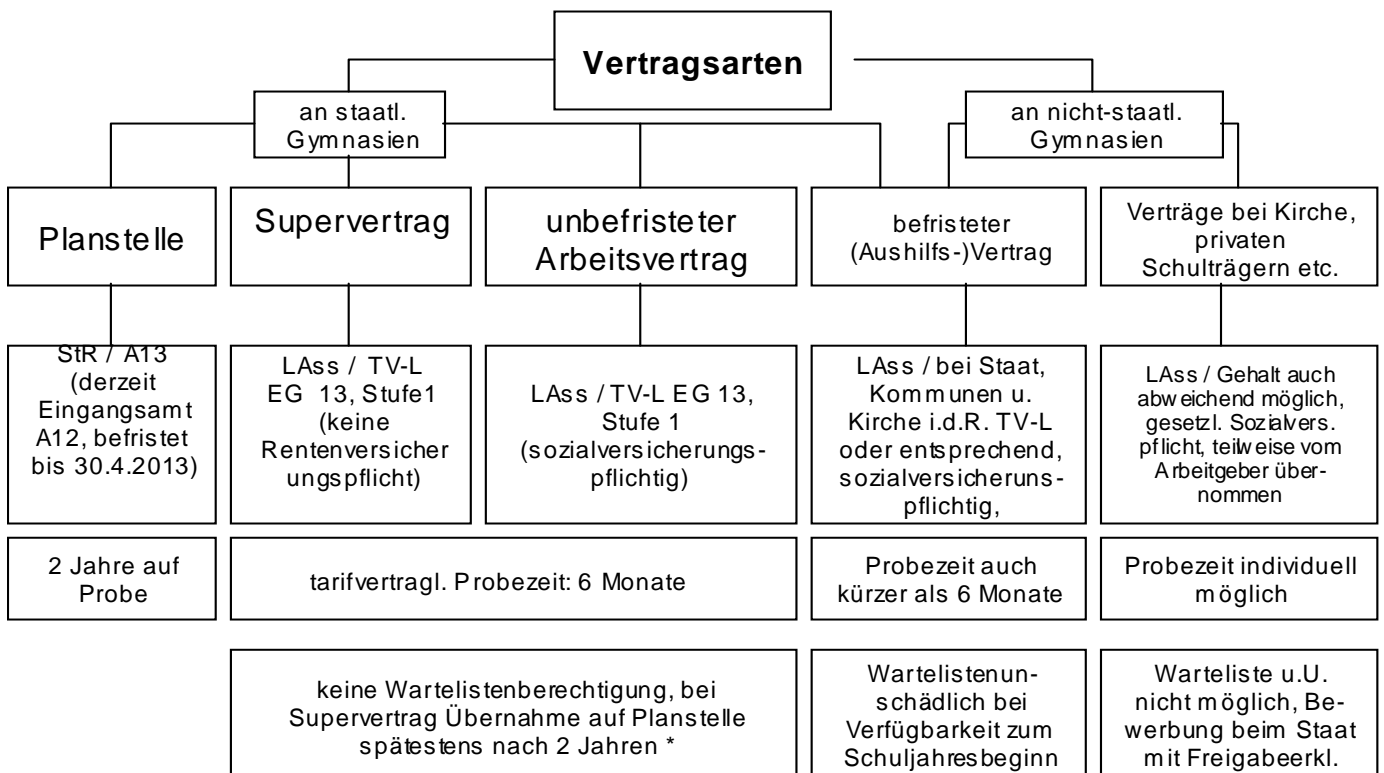 Vertragsarten
an staatl.
Gymnasien
an nicht-staatl.
Gymnasien
Planstelle
Supervertrag
unbefristeter
Arbeitsvertrag
befristeter
(Aushilfs-)Vertrag
Verträge bei Kirche,
privaten
Schulträgern etc.
StR / A13
(derzeit
Eingangsamt
A12, befristet
bis 30.4.2013)
LAss / TV-L
EG 13, Stufe1
(keine
Rentenversicher
ungspflicht)
LAss / TV-L EG 13,
Stufe 1
(sozialversicherungs-
pflichtig)
LAss / bei Staat,
Kommunen u.
Kirche i.d.R. TV-L
oder entsprechend,
sozialversicheruns-
pflichtig,
LAss / Gehalt auch
abweichend möglich,
gesetzl. Sozialvers.
pflicht, teilweise vom
Arbeitgeber über-
nommen
2 Jahre auf
Probe
tarifvertragl. Probezeit: 6 Monate
Probezeit auch
kürzer als 6 Monate
Probezeit individuell
möglich
keine Wartelistenberechtigung, bei
Supervertrag Übernahme auf Planstelle
spätestens nach 2 Jahren *
Wartelistenun-
schädlich bei
Verfügbarkeit zum
Schuljahresbeginn
Warteliste u.U.
nicht möglich, Be-
werbung beim Staat
mit Freigabeerkl.